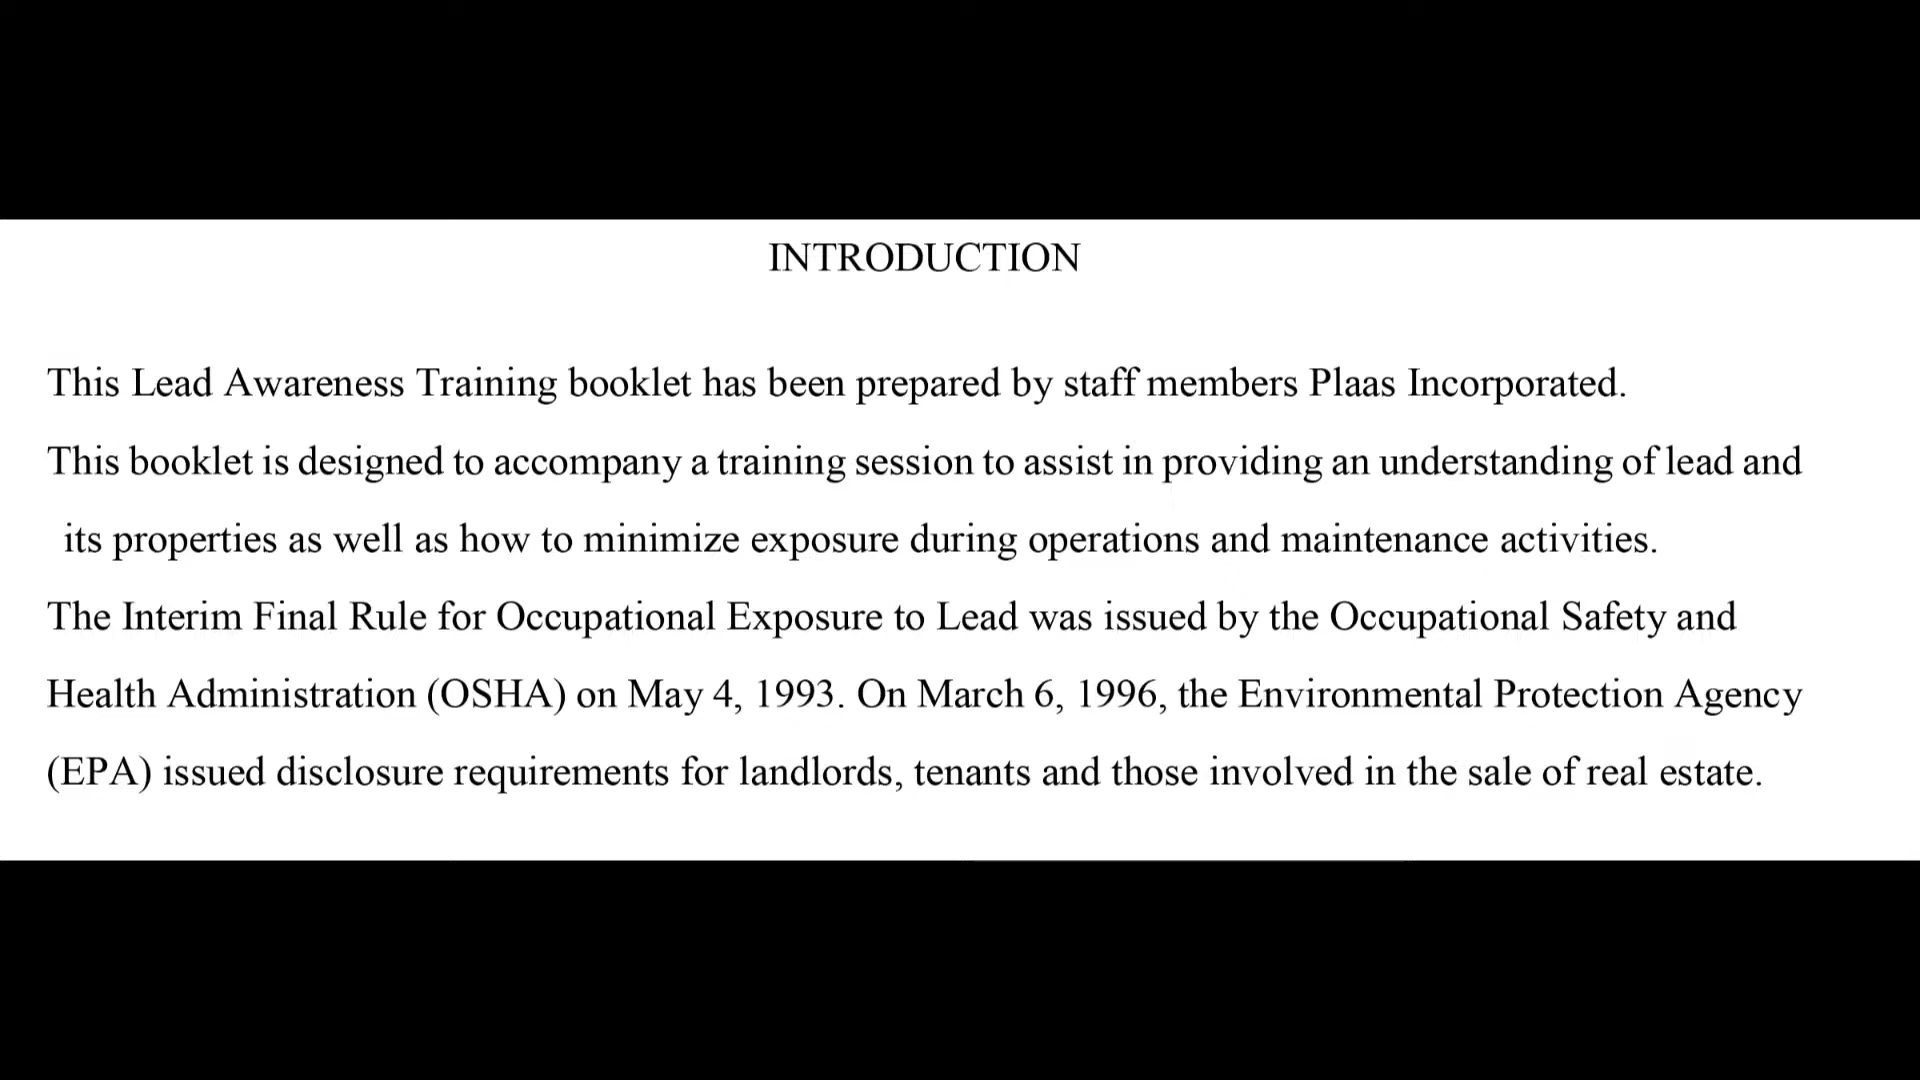 INTRODUCTION
This Lead Awareness Training booklet has been prepared by staff members Plaas Incorporated.
This booklet is designed to accompany a training session to assist in providing an understanding of lead and
its properties as well as how to minimize exposure during operations and maintenance activities.
The Interim Final Rule for Occupational Exposure to Lead was issued by the Occupational Safety and
Health Administration (OSHA) on May 4, 1993. On March 6, 1996, the Environmental Protection Agency
(EPA) issued disclosure requirements for landlords, tenants and those involved in the sale of real estate.